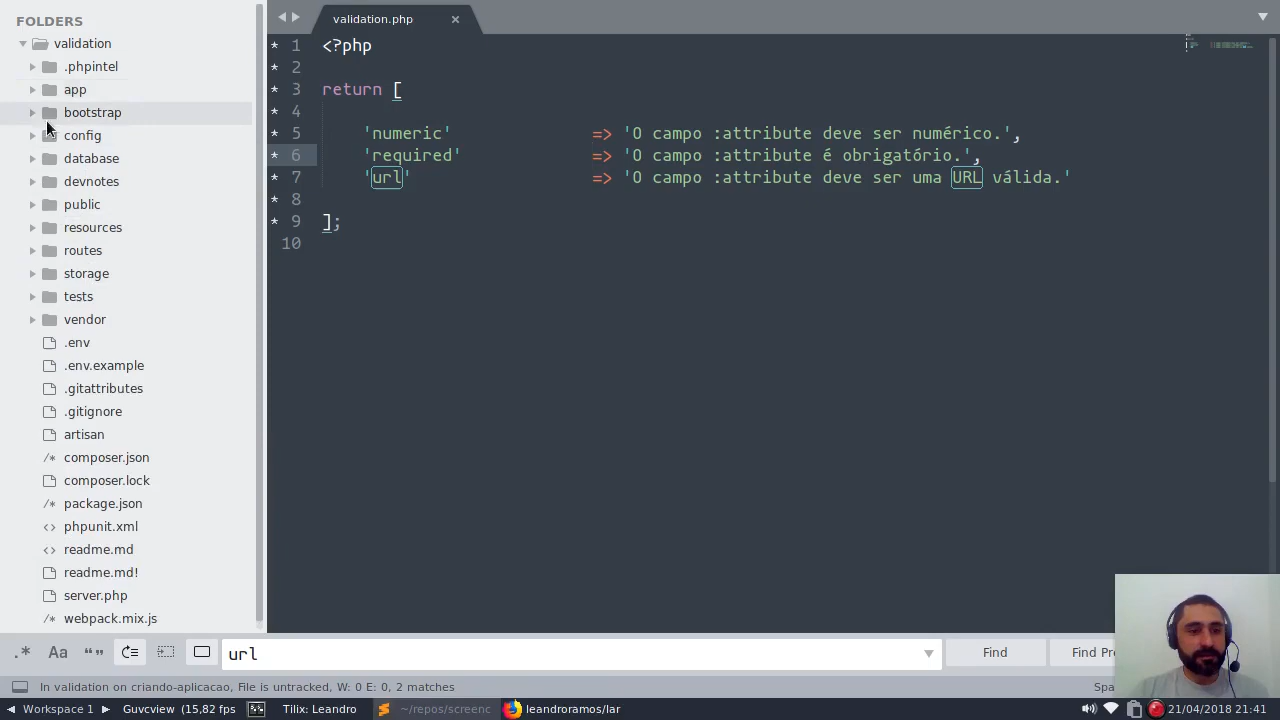 FOLDERS
validation
.phpintel
app
bootstrap
config
database
devnotes
public
resources
routes
storage
tests
vendor
.env
.env.example
.gitattributes
.gitignore
artisan
composer.json
composer.lock
package.json
phpunit.xml
readme.md
readme.md!
server.php
webpack.mix.js
validation.php
* 1 <?php
* 2
* 3 return [
* 4
* 5 'numeric' => 'O campo :attribute deve ser numérico.',
* 6 'required' => 'O campo :attribute é obrigatório.',
* 7 'url' => 'O campo :attribute deve ser uma URL válida.'
* 8
* 9 ];
10
.* Aa “” url Find Find Pr
In validation on criando-aplicacao, File is untracked, W: 0 E: 0, 2 matches Spa
Workspace 1 Guvcview (15,82 fps Tilix: Leandro ~/repos/screenc leandroramos/lar 21/04/2018 21:41